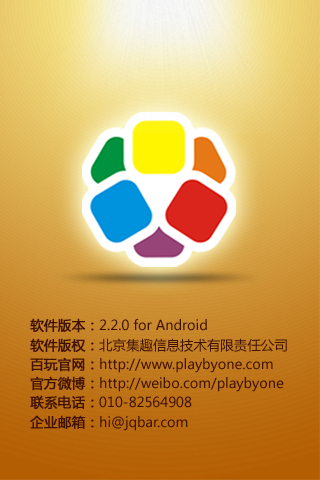 软件版本：2.2.0 for Android
软件版权：北京集趣信息技术有限责任公司
百玩官网：http://www.playbyone.com
官方微博：http://weibo.com/playbyone
联系电话：010-82564908
企业邮箱：hi@jqbar.com